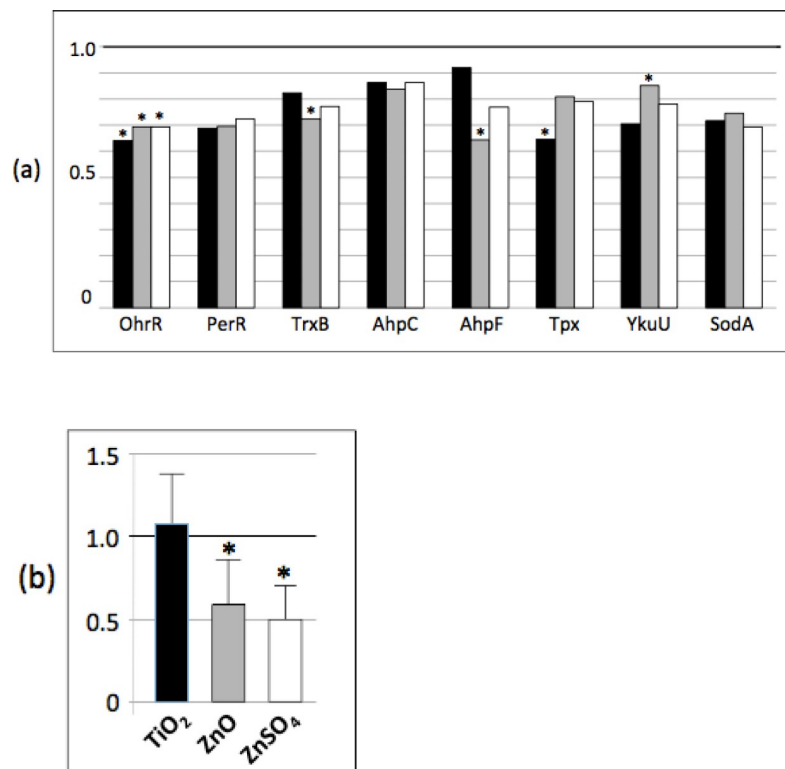 1.0
* * * * * * *
(a)
0.5
0
OhrR PerR TrxB AhpC AhpF Tpx YkuU SodA
1.5
1.0
* *
(b)
0.5
0
TiO₂ ZnO ZnSO₄